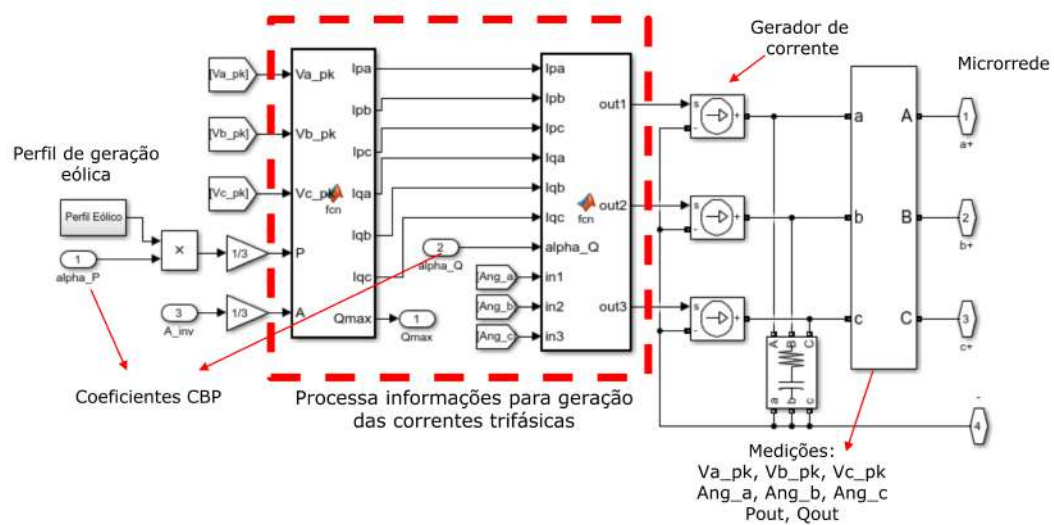 Gerador de
corrente
Microrrede
Perfil de geração
eólica
Perfil Eólico
1
alpha_P
×
1/3
3
A_inv
1/3
[Va_pk]
[Vb_pk]
[Vc_pk]
Va_pk
Vb_pk
Vc_pk
P
A
fcn
Ipa
Ipb
Ipc
Iqa
Iqb
Iqc
Qmax
1
Qmax
2
alpha_Q
[Ang_a]
[Ang_b]
[Ang_c]
Ipa
Ipb
Ipc
Iqa
Iqb
Iqc
alpha_Q
in1
in2
in3
fcn
out1
out2
out3
s
-
+
s
-
+
s
-
+
A B C
a b c
a
b
c
A
B
C
1
a+
2
b+
3
c+
-
4
Coeficientes CBP
Processa informações para geração
das correntes trifásicas
Medições:
Va_pk, Vb_pk, Vc_pk
Ang_a, Ang_b, Ang_c
Pout, Qout